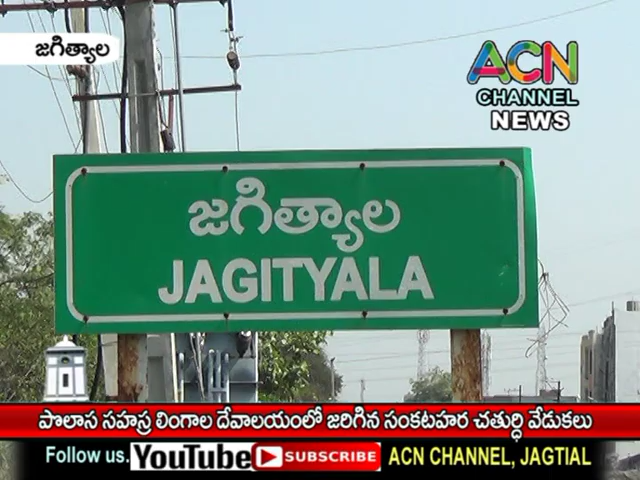 జగిత్యాల
ACN
CHANNEL
NEWS
జగిత్యాల
JAGITYALA
పొలాస సహస్ర లింగాల దేవాలయంలో జరిగిన సంకటహర చతుర్ధి వేడుకలు
Follow us. YouTube SUBSCRIBE ACN CHANNEL, JAGTIAL